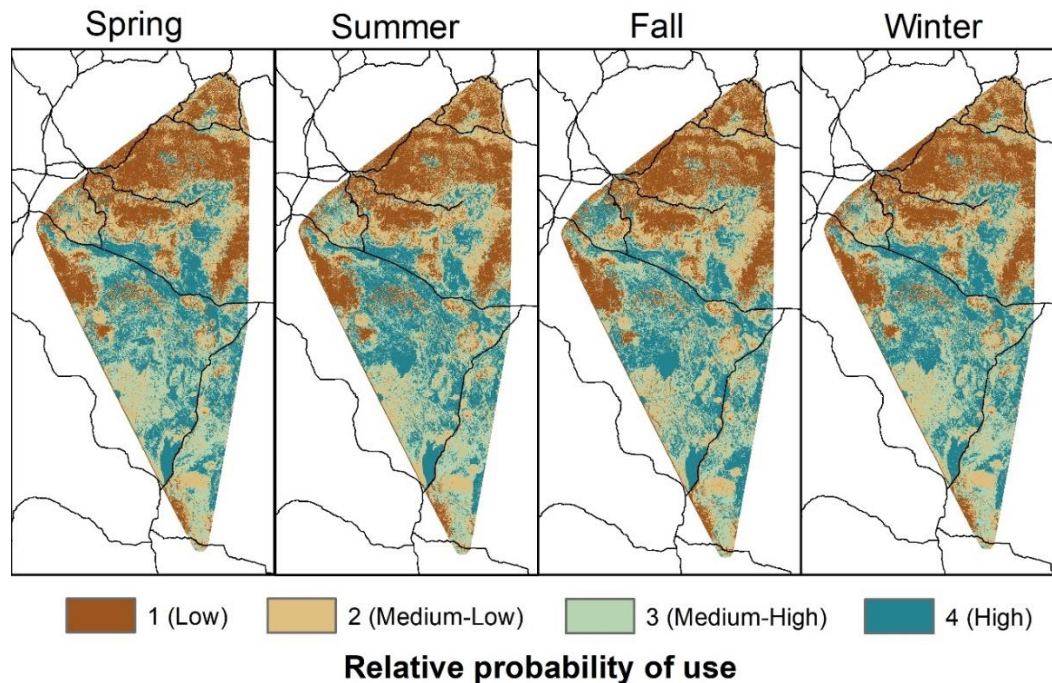 Spring Summer Fall Winter
1 (Low) 2 (Medium-Low) 3 (Medium-High) 4 (High)
Relative probability of use